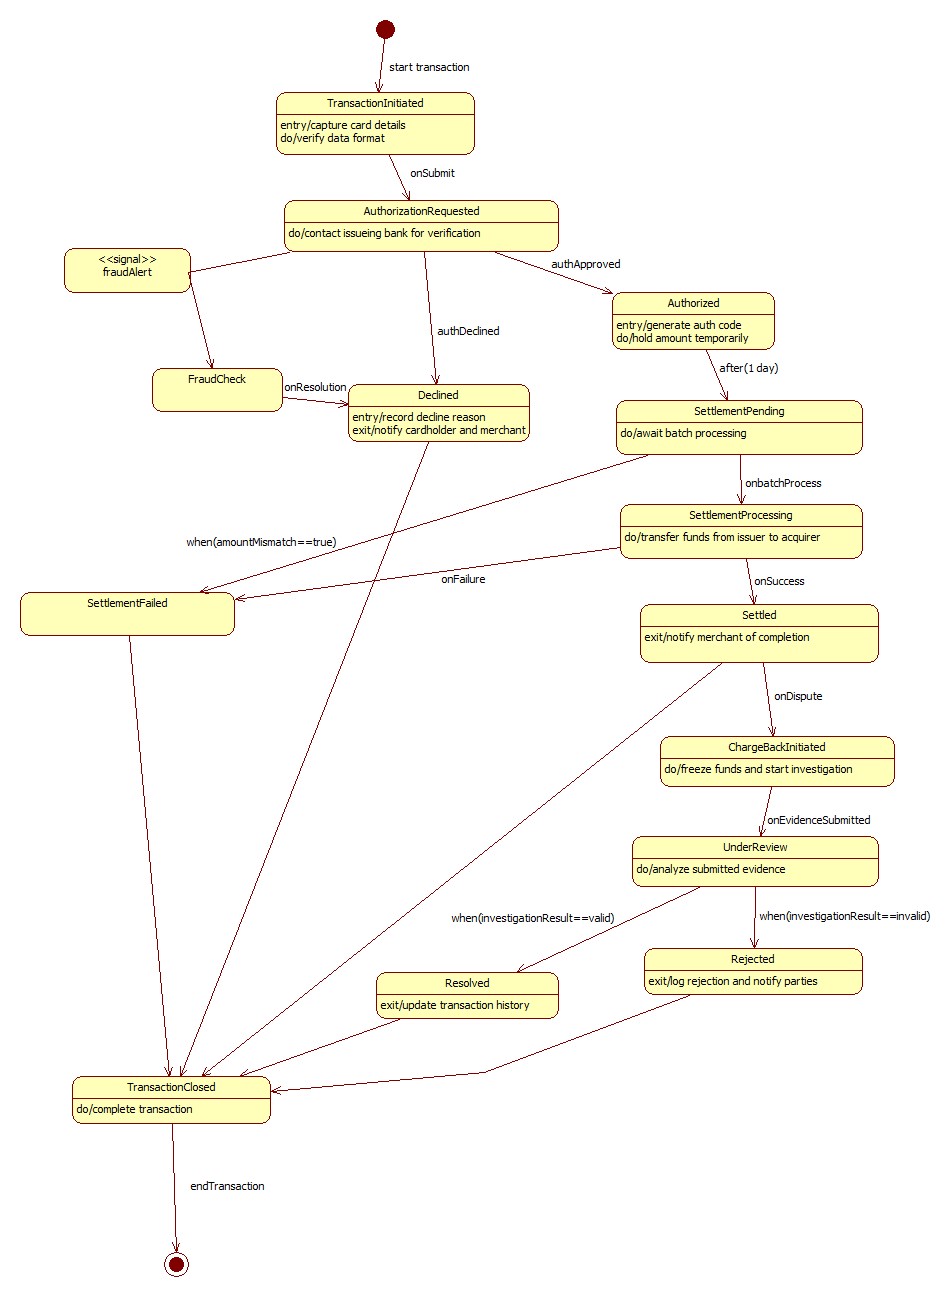 start transaction
TransactionInitiated
entry/capture card details
do/verify data format
onSubmit
AuthorizationRequested
do/contact issueing bank for verification
<<signal>>
fraudAlert
authApproved
Authorized
entry/generate auth code
do/hold amount temporarily
authDeclined
after(1 day)
FraudCheck
onResolution
Declined
entry/record decline reason
exit/notify cardholder and merchant
SettlementPending
do/await batch processing
onbatchProcess
SettlementProcessing
do/transfer funds from issuer to acquirer
when(amountMismatch==true)
onFailure
onSuccess
SettlementFailed
Settled
exit/notify merchant of completion
onDispute
ChargeBackInitiated
do/freeze funds and start investigation
onEvidenceSubmitted
UnderReview
do/analyze submitted evidence
when(investigationResult==valid)
when(investigationResult==invalid)
Resolved
exit/update transaction history
Rejected
exit/log rejection and notify parties
TransactionClosed
do/complete transaction
endTransaction